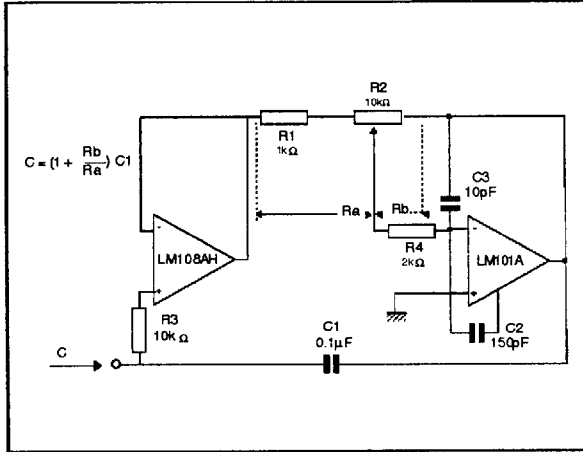 R2
10kΩ
R1
1kΩ
C = (1 + Rb/Ra) C1
C3
10pF
Ra
Rb
-
LM108AH
+
R4
2kΩ
-
LM101A
+
R3
10kΩ
C1
0.1µF
C2
150pF
C